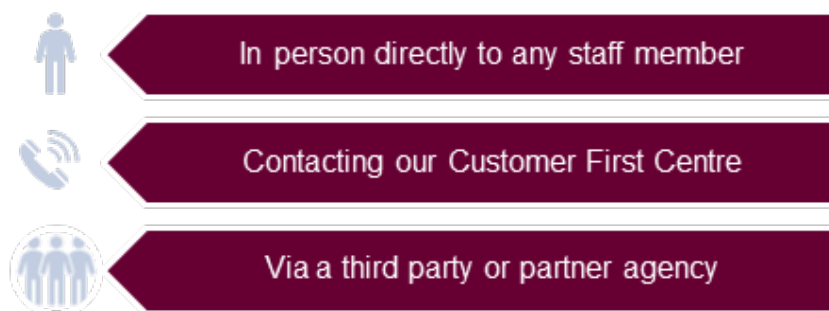 In person directly to any staff member
Contacting our Customer First Centre
Via a third party or partner agency